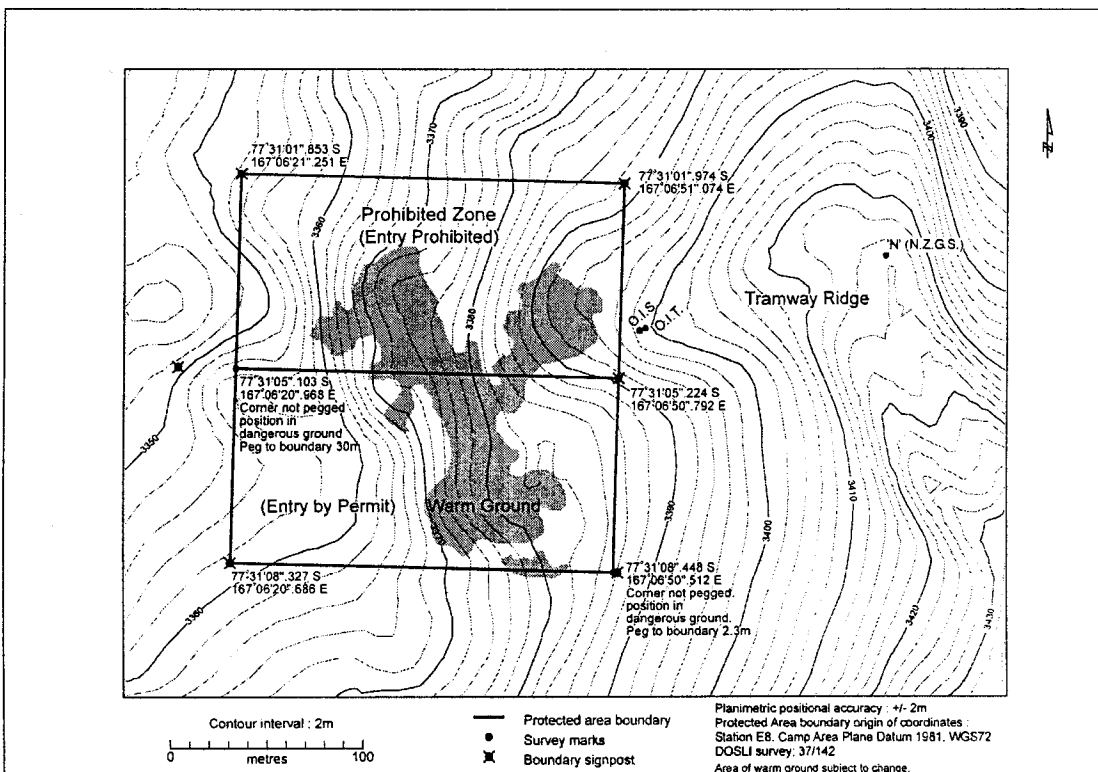 77°31'01".853 S
167°06'21".251 E
77°31'01".974 S
167°06'51".074 E
Prohibited Zone
(Entry Prohibited)
'N' (N.Z.G.S.)
Tramway Ridge
O.I.S.
O.I.T.
77°31'05".103 S
167°06'20".968 E
Corner not pegged
position in
dangerous ground
Peg to boundary 30m
77°31'05".224 S
167°06'50".792 E
(Entry by Permit)
Warm Ground
77°31'08".327 S
167°06'20".686 E
77°31'08".448 S
167°06'50".512 E
Corner not pegged.
position in
dangerous ground.
Peg to boundary 2.3m
3370
3360
3380
3400
3390
3350
3410
3380
3400
3360
3420
3430
Contour interval : 2m
0 metres 100
Protected area boundary
Survey marks
Boundary signpost
Planimetric positional accuracy : +/- 2m
Protected Area boundary origin of coordinates :
Station E8. Camp Area Plane Datum 1981. WGS72
DOSLI survey: 37/142
Area of warm ground subject to change.